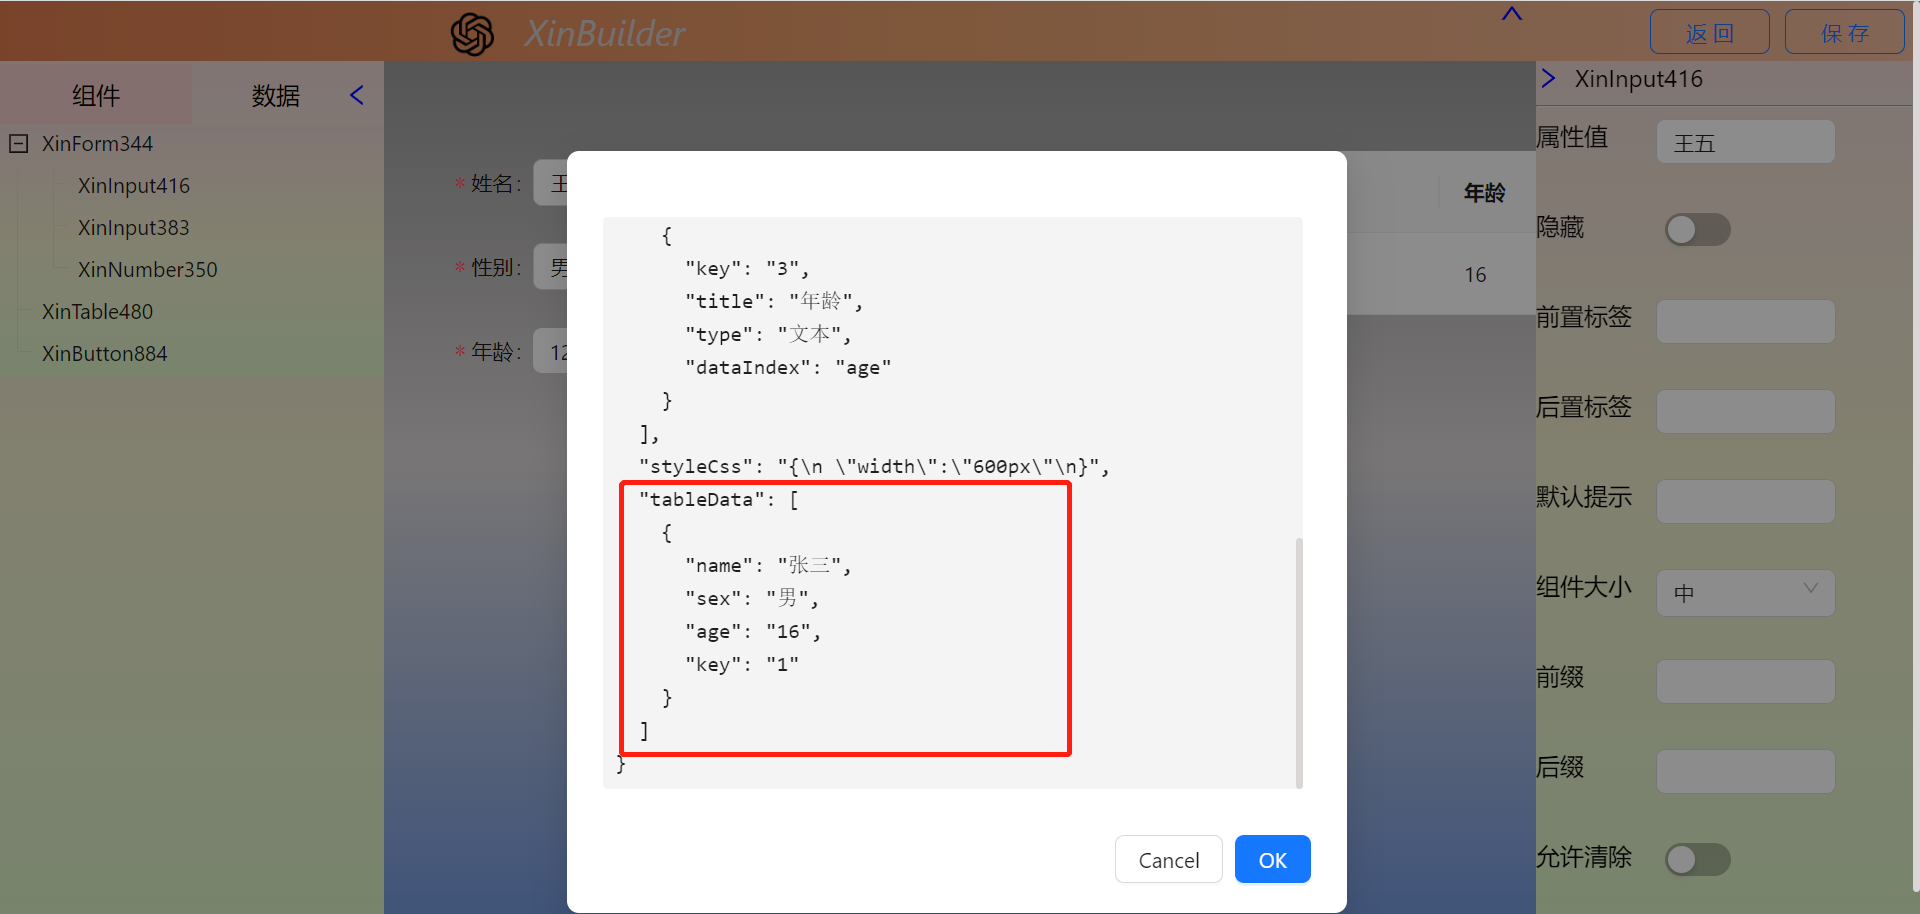 XinBuilder
返 回
保 存
组件
数据
XinForm344
XinInput416
XinInput383
XinNumber350
XinTable480
XinButton884
* 姓名: 王
* 性别: 男
* 年龄: 12
年龄
16
{
"key": "3",
"title": "年龄",
"type": "文本",
"dataIndex": "age"
}
],
"styleCss": "{\n \"width\":\"600px\"\n}",
"tableData": [
{
"name": "张三",
"sex": "男",
"age": "16",
"key": "1"
}
]
}
Cancel
OK
XinInput416
属性值 王五
隐藏
前置标签
后置标签
默认提示
组件大小 中
前缀
后缀
允许清除